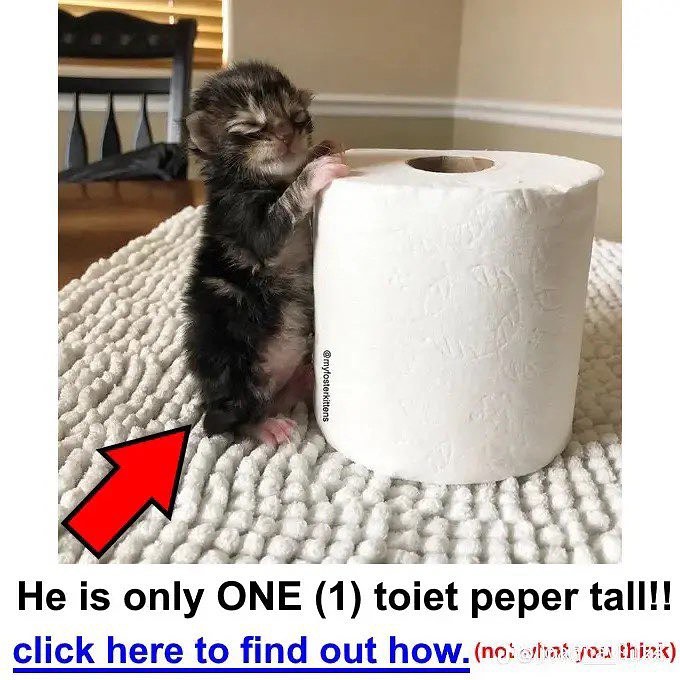 @myfosterkittens
He is only ONE (1) toiet peper tall!!
click here to find out how. (not what you think)